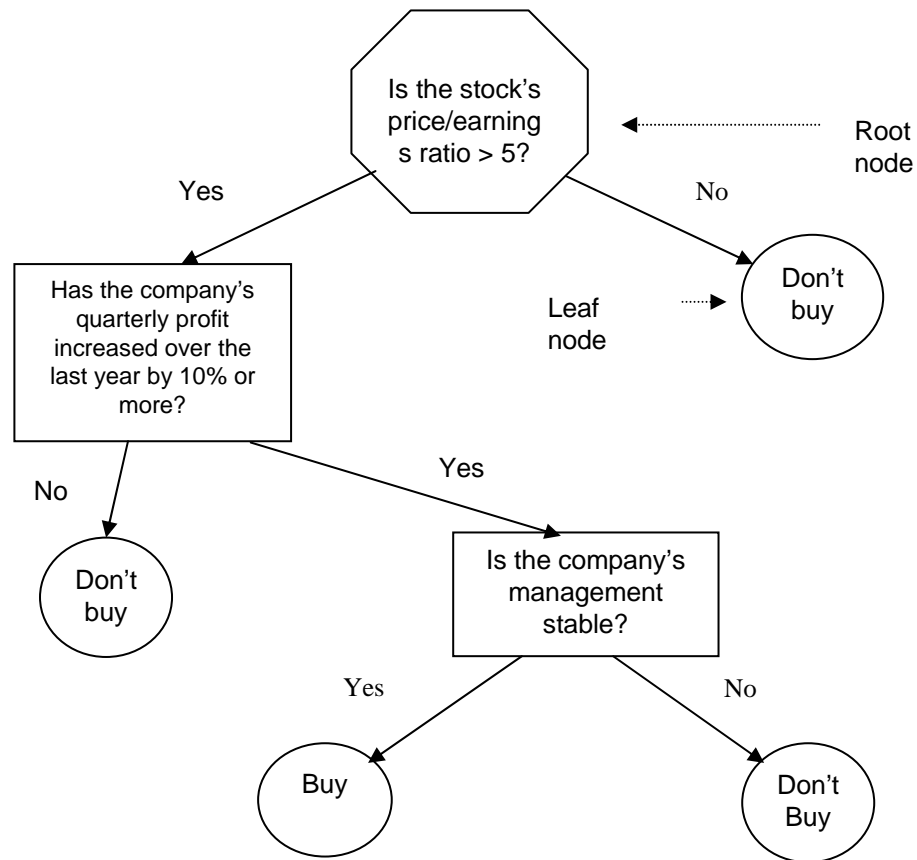 Is the stock's
price/earning
s ratio > 5?
Root
node
Yes
No
Has the company's
quarterly profit
increased over the
last year by 10% or
more?
Leaf
node
Don't
buy
No
Yes
Don't
buy
Is the company's
management
stable?
Yes
No
Buy
Don't
Buy